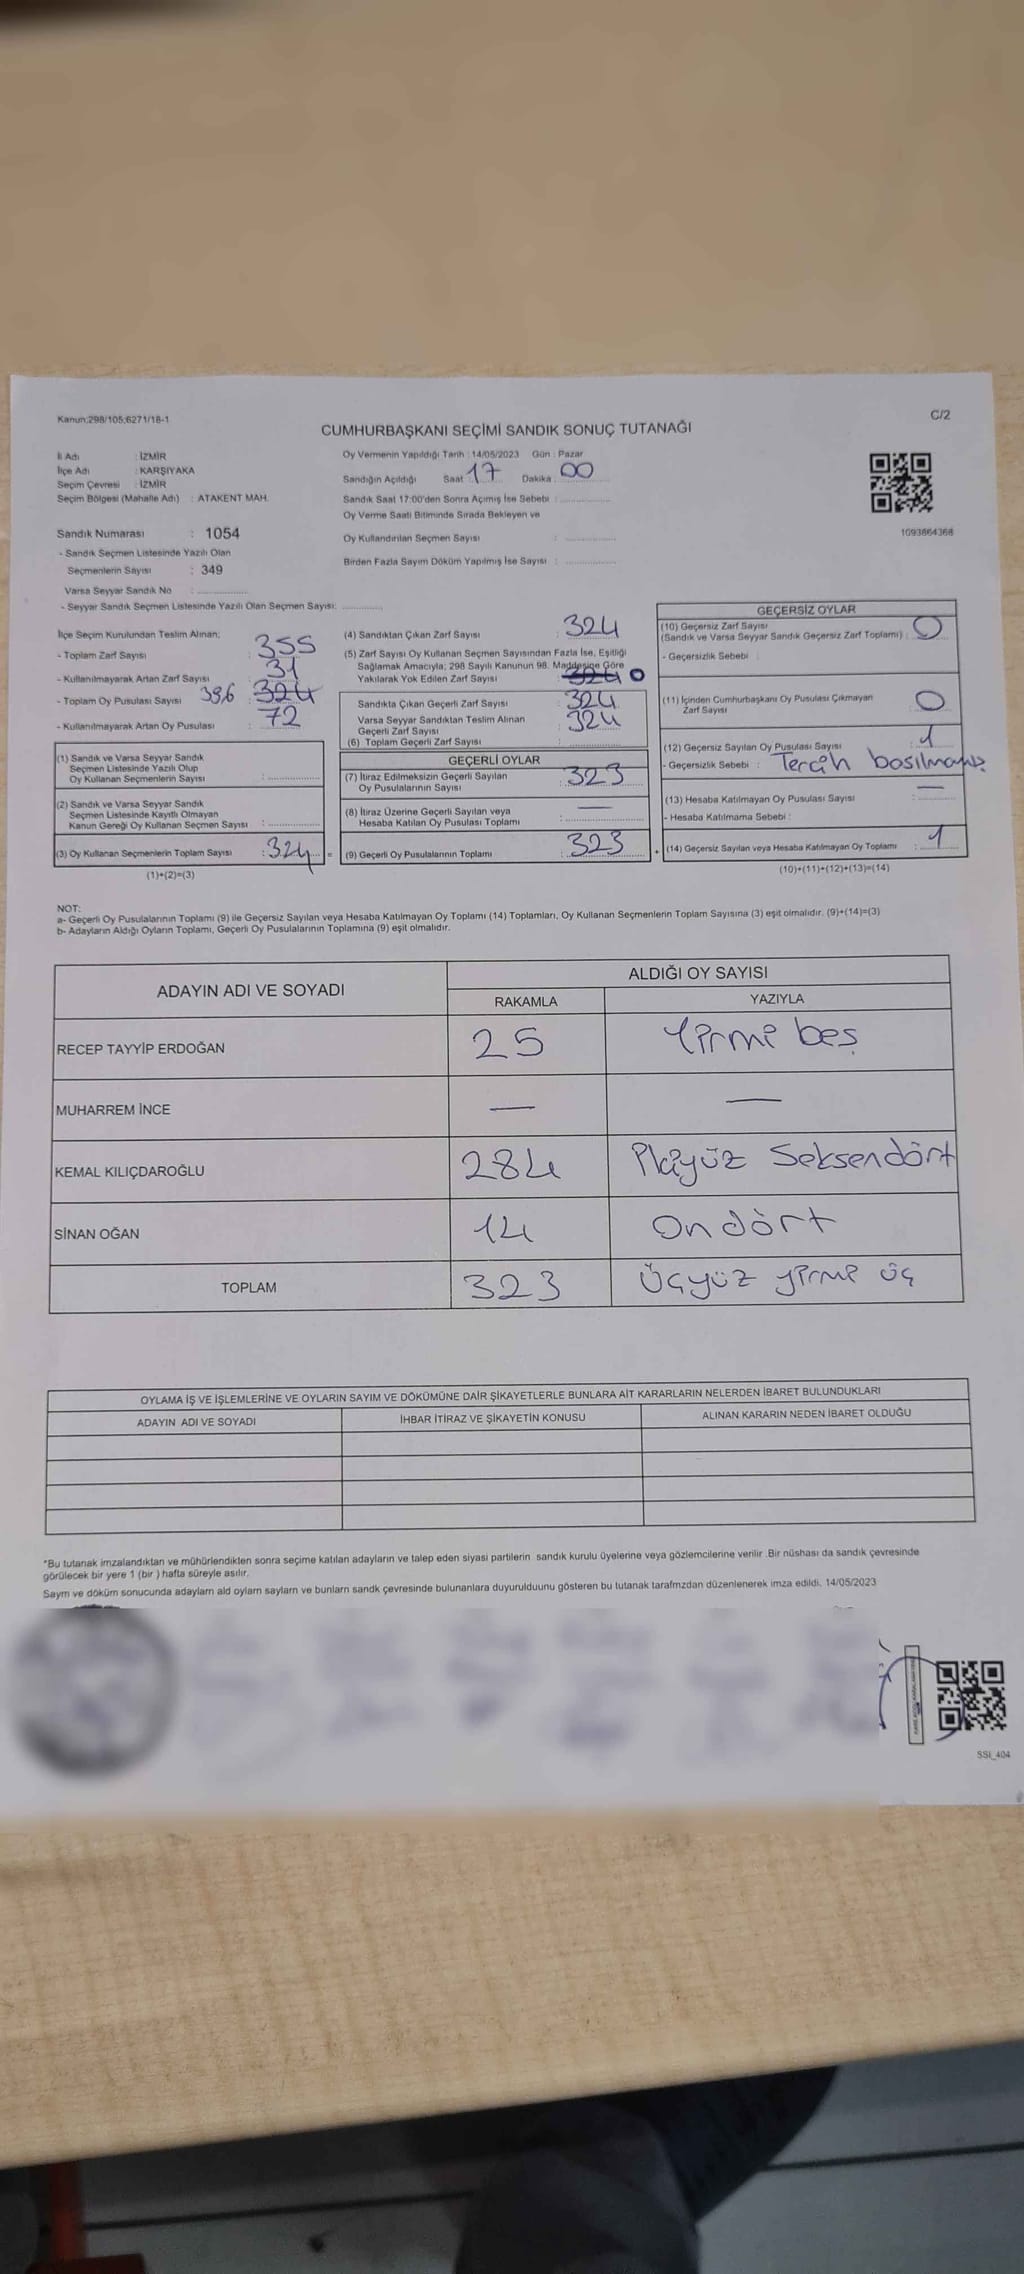 Kanun;298/105;6271/18-1
C/2
CUMHURBAŞKANI SEÇİMİ SANDIK SONUÇ TUTANAĞI
İl Adı : İZMİR
İlçe Adı : KARŞIYAKA
Seçim Çevresi : İZMİR
Seçim Bölgesi (Mahalle Adı) : ATAKENT MAH.
Sandık Numarası : 1054
- Sandık Seçmen Listesinde Yazılı Olan
Seçmenlerin Sayısı : 349
Varsa Seyyar Sandık No :
- Seyyar Sandık Seçmen Listesinde Yazılı Olan Seçmen Sayısı:
Oy Vermenin Yapıldığı Tarih : 14/05/2023 Gün : Pazar
Sandığın Açıldığı Saat : 17 Dakika : 00
Sandık Saat 17:00'den Sonra Açımış İse Sebebi :
Oy Verme Saati Bitiminde Sırada Bekleyen ve
Oy Kullandırılan Seçmen Sayısı :
Birden Fazla Sayım Döküm Yapılmış İse Sayısı :
1093864368
İlçe Seçim Kurulundan Teslim Alınan;
- Toplam Zarf Sayısı : 355
- Kullanılmayarak Artan Zarf Sayısı : 31
- Toplam Oy Pusulası Sayısı 396 324
- Kullanılmayarak Artan Oy Pusulası : 72
(1) Sandık ve Varsa Seyyar Sandık
Seçmen Listesinde Yazılı Olup
Oy Kullanan Seçmenlerin Sayısı :
(2) Sandık ve Varsa Seyyar Sandık
Seçmen Listesinde Kayıtlı Olmayan
Kanun Gereği Oy Kullanan Seçmen Sayısı :
(3) Oy Kullanan Seçmenlerin Toplam Sayısı : 324 =
(1)+(2)=(3)
(4) Sandıktan Çıkan Zarf Sayısı : 324
(5) Zarf Sayısı Oy Kullanan Seçmen Sayısından Fazla İse, Eşitliği
Sağlamak Amacıyla; 298 Sayılı Kanunun 98. Maddesine Göre
Yakılarak Yok Edilen Zarf Sayısı 324 0
Sandıkta Çıkan Geçerli Zarf Sayısı : 324
Varsa Seyyar Sandıktan Teslim Alınan
Geçerli Zarf Sayısı : 324
(6) Toplam Geçerli Zarf Sayısı :
GEÇERLİ OYLAR
(7) İtiraz Edilmeksizin Geçerli Sayılan
Oy Pusulalarının Sayısı : 323
(8) İtiraz Üzerine Geçerli Sayılan veya
Hesaba Katılan Oy Pusulası Toplamı : —
(9) Geçerli Oy Pusulalarının Toplamı : 323 +
GEÇERSİZ OYLAR
(10) Geçersiz Zarf Sayısı
(Sandık ve Varsa Seyyar Sandık Geçersiz Zarf Toplamı) : 0
- Geçersizlik Sebebi :
(11) İçinden Cumhurbaşkanı Oy Pusulası Çıkmayan
Zarf Sayısı : 0
(12) Geçersiz Sayılan Oy Pusulası Sayısı : 1
- Geçersizlik Sebebi : Tercih basılmamış
(13) Hesaba Katılmayan Oy Pusulası Sayısı : —
- Hesaba Katılmama Sebebi :
(14) Geçersiz Sayılan veya Hesaba Katılmayan Oy Toplamı : 1
(10)+(11)+(12)+(13)=(14)
NOT:
a- Geçerli Oy Pusulalarının Toplamı (9) ile Geçersiz Sayılan veya Hesaba Katılmayan Oy Toplamı (14) Toplamları, Oy Kullanan Seçmenlerin Toplam Sayısına (3) eşit olmalıdır. (9)+(14)=(3)
b- Adayların Aldığı Oyların Toplamı, Geçerli Oy Pusulalarının Toplamına (9) eşit olmalıdır.
ADAYIN ADI VE SOYADI
ALDIĞI OY SAYISI
RAKAMLA YAZIYLA
RECEP TAYYİP ERDOĞAN 25 Yirmi beş
MUHARREM İNCE — —
KEMAL KILIÇDAROĞLU 284 İkiyüz Seksendört
SİNAN OĞAN 14 On dört
TOPLAM 323 Üçyüz yirmi üç
OYLAMA İŞ VE İŞLEMLERİNE VE OYLARIN SAYIM VE DÖKÜMÜNE DAİR ŞİKAYETLERLE BUNLARA AİT KARARLARIN NELERDEN İBARET BULUNDUKLARI
ADAYIN ADI VE SOYADI İHBAR İTİRAZ VE ŞİKAYETİN KONUSU ALINAN KARARIN NEDEN İBARET OLDUĞU
*Bu tutanak imzalandıktan ve mühürlendikten sonra seçime katılan adayların ve talep eden siyasi partilerin sandık kurulu üyelerine veya gözlemcilerine verilir .Bir nüshası da sandık çevresinde
görülecek bir yere 1 (bir ) hafta süreyle asılır.
Sayım ve döküm sonucunda adaylarn ald oylarn saylarn ve bunlarn sandk çevresinde bulunanlara duyurulduunu gösteren bu tutanak tarafmzdan düzenlenerek imza edildi. 14/05/2023
SSI_404